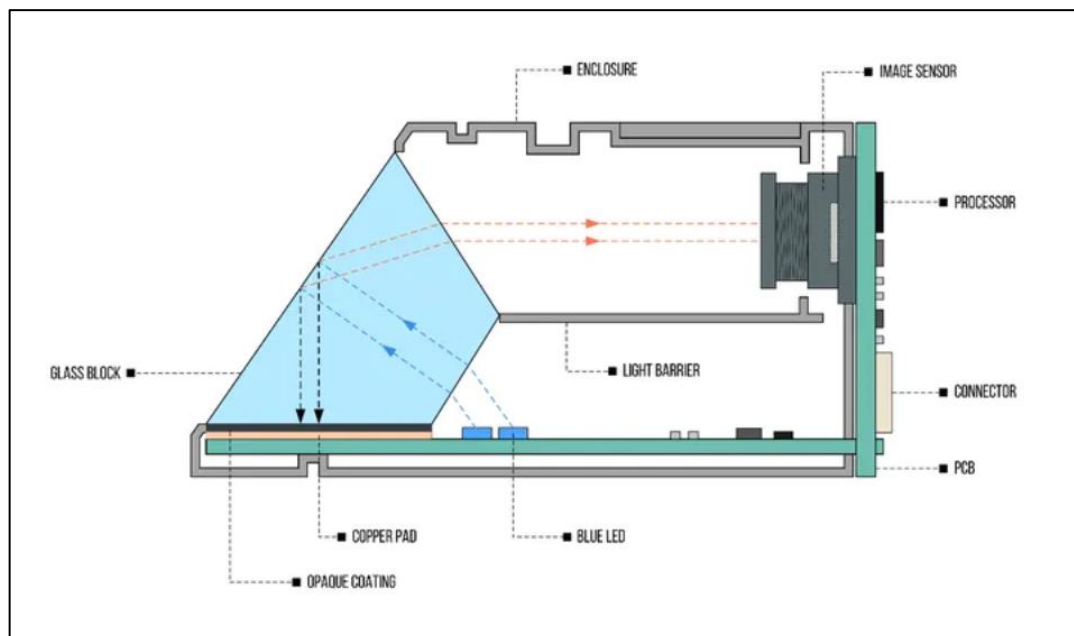 ENCLOSURE
IMAGE SENSOR
PROCESSOR
GLASS BLOCK
LIGHT BARRIER
CONNECTOR
PCB
COPPER PAD
BLUE LED
OPAQUE COATING